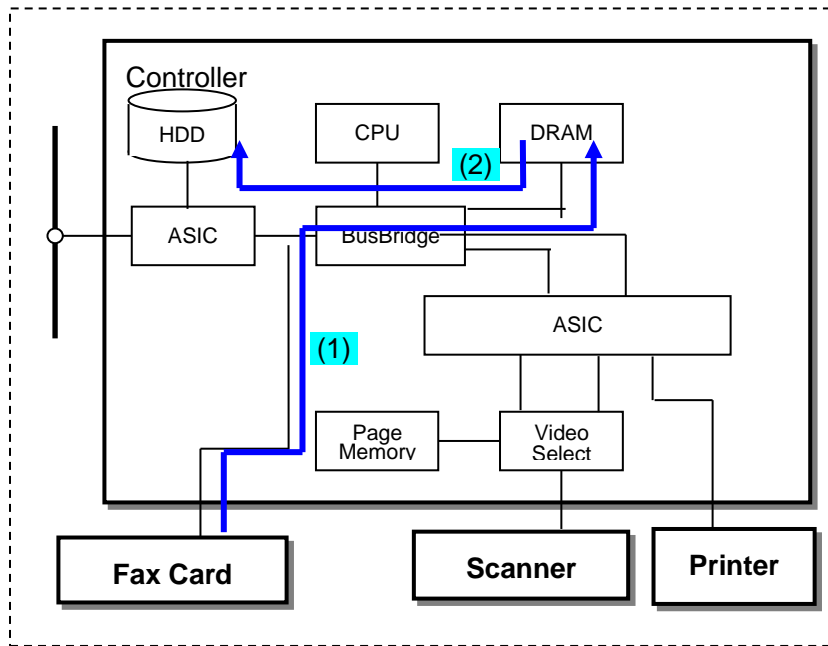 Controller
HDD
CPU
DRAM
(2)
ASIC
BusBridge
ASIC
(1)
Page
Memory
Video
Select
Fax Card
Scanner
Printer